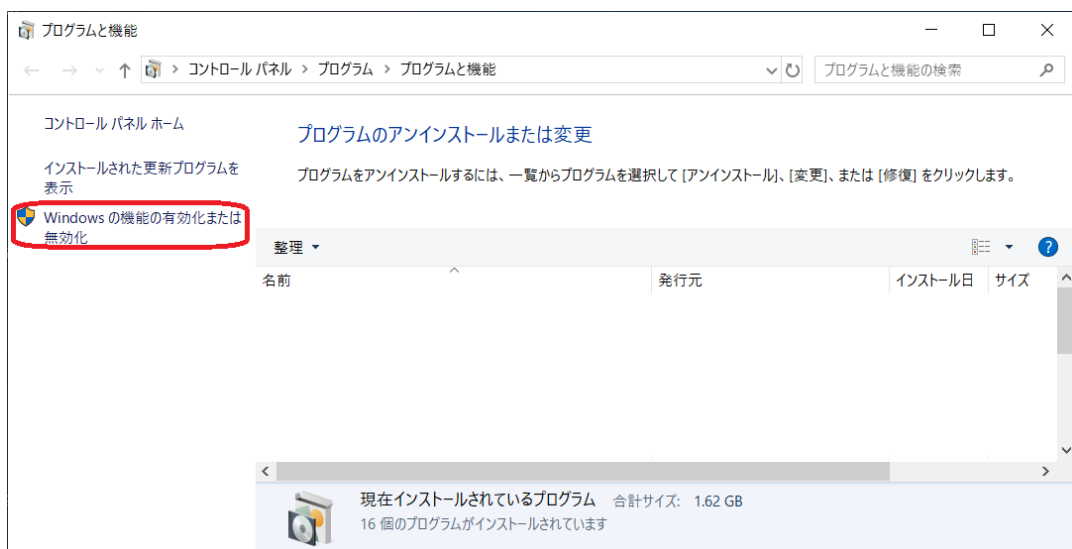 プログラムと機能
コントロール パネル > プログラム > プログラムと機能
プログラムと機能の検索
コントロール パネル ホーム
インストールされた更新プログラムを
表示
Windows の機能の有効化または
無効化
プログラムのアンインストールまたは変更
プログラムをアンインストールするには、一覧からプログラムを選択して [アンインストール]、[変更]、または [修復] をクリックします。
整理
名前 発行元 インストール日 サイズ
現在インストールされているプログラム 合計サイズ: 1.62 GB
16 個のプログラムがインストールされています